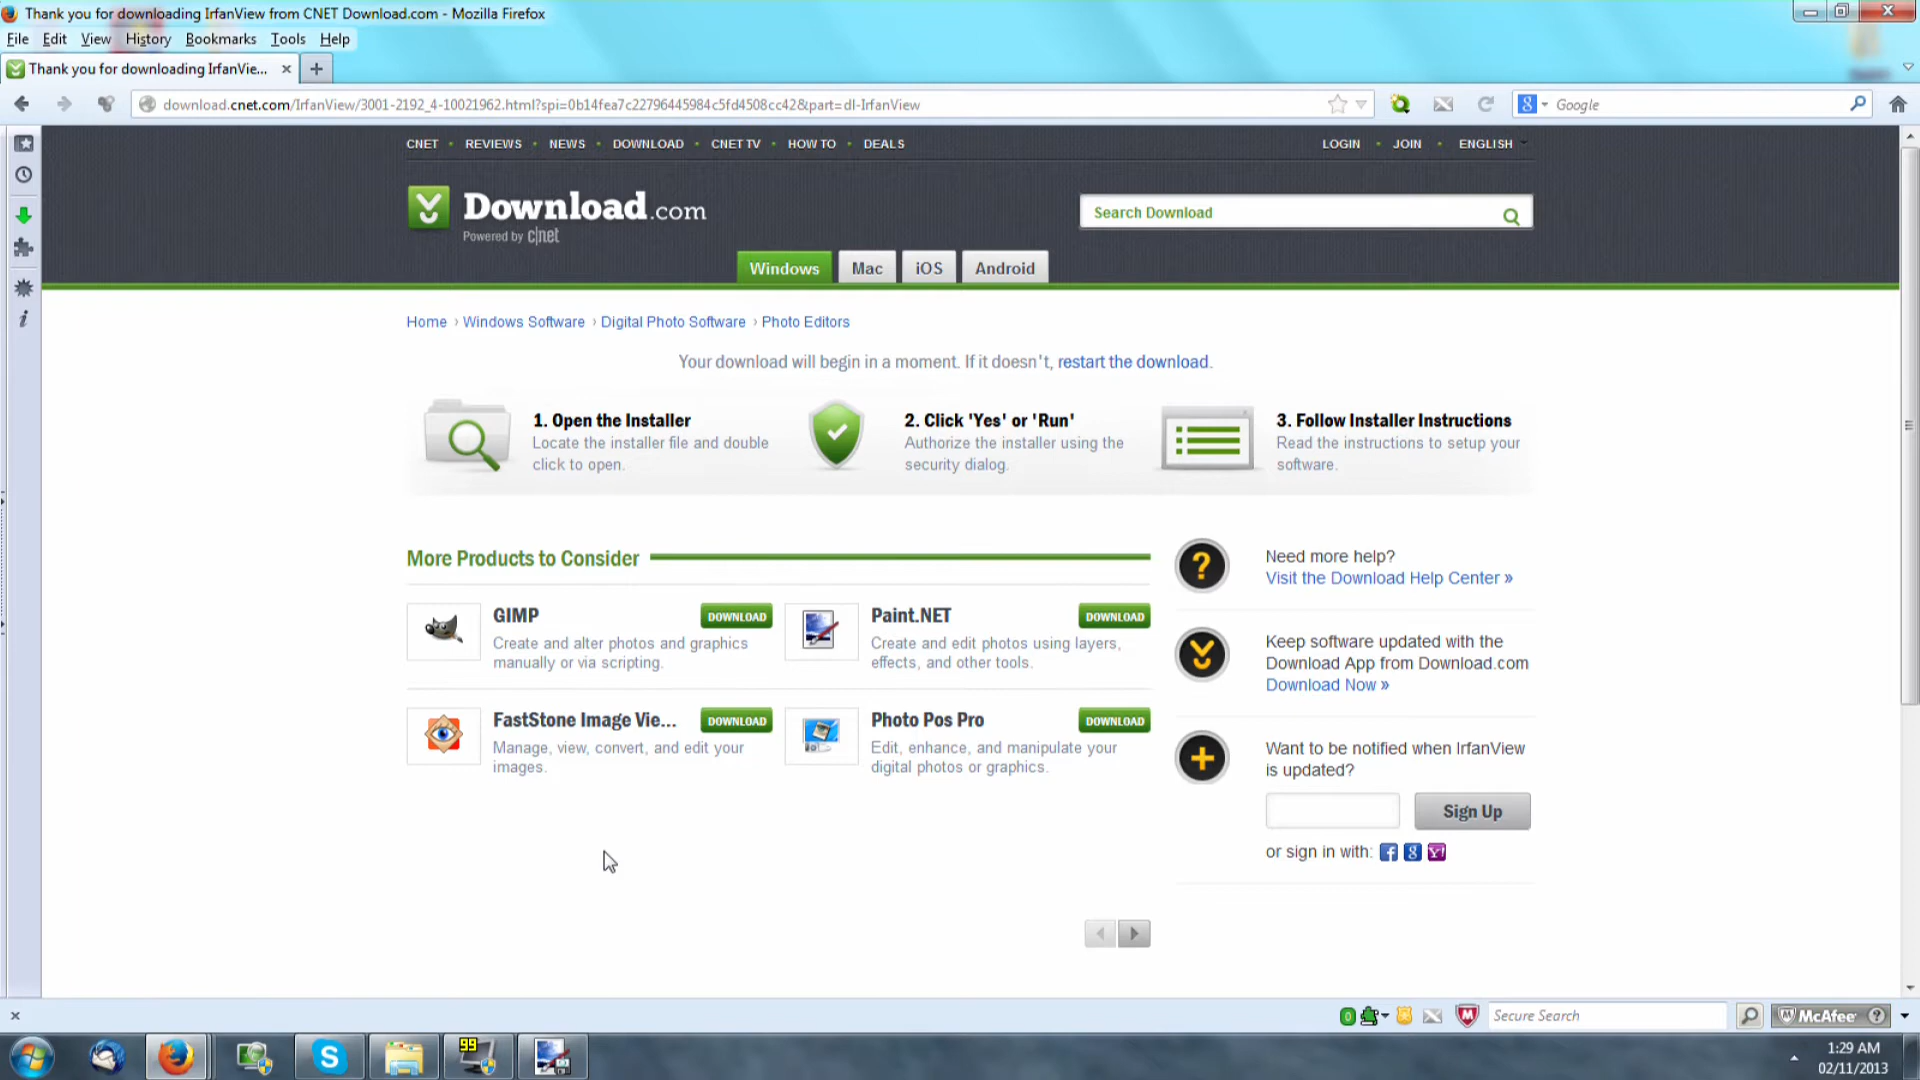 Thank you for downloading IrfanView from CNET Download.com - Mozilla Firefox
File Edit View History Bookmarks Tools Help
Thank you for downloading IrfanVie...
download.cnet.com/IrfanView/3001-2192_4-10021962.html?spi=0b14fea7c22796445984c5fd4508cc42&part=dl-IrfanView
Google
CNET REVIEWS NEWS DOWNLOAD CNET TV HOW TO DEALS
LOGIN JOIN ENGLISH
Download.com
Powered by c|net
Search Download
Windows Mac iOS Android
Home › Windows Software › Digital Photo Software › Photo Editors
Your download will begin in a moment. If it doesn't, restart the download.
1. Open the Installer
Locate the installer file and double
click to open.
2. Click 'Yes' or 'Run'
Authorize the installer using the
security dialog.
3. Follow Installer Instructions
Read the instructions to setup your
software.
More Products to Consider
GIMP
DOWNLOAD
Create and alter photos and graphics
manually or via scripting.
Paint.NET
DOWNLOAD
Create and edit photos using layers,
effects, and other tools.
FastStone Image Vie...
DOWNLOAD
Manage, view, convert, and edit your
images.
Photo Pos Pro
DOWNLOAD
Edit, enhance, and manipulate your
digital photos or graphics.
Need more help?
Visit the Download Help Center »
Keep software updated with the
Download App from Download.com
Download Now »
Want to be notified when IrfanView
is updated?
Sign Up
or sign in with:
Secure Search
McAfee
99
1:29 AM
02/11/2013